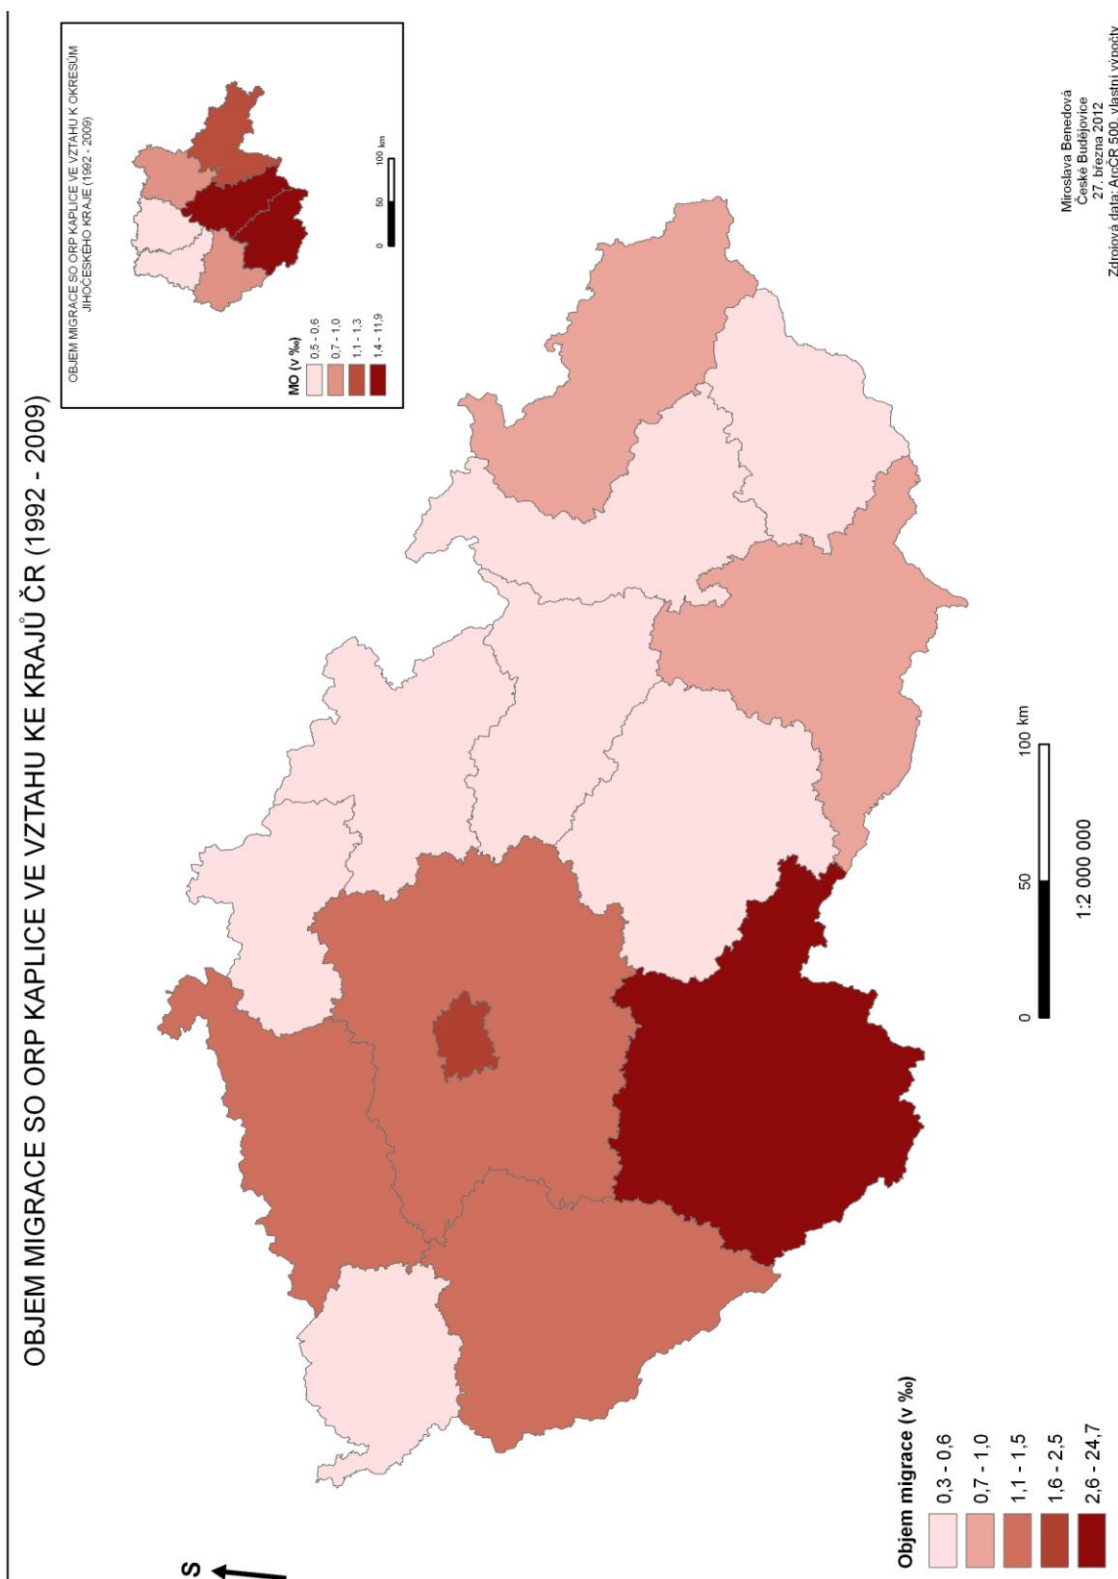 OBJEM MIGRACE SO ORP KAPLICE VE VZTAHU KE KRAJŮ ČR (1992 - 2009)
OBJEM MIGRACE SO ORP KAPLICE VE VZTAHU K OKRESŮM
JIHOČESKÉHO KRAJE (1992 - 2009)
MO (v ‰)
0,5 - 0,6
0,7 - 1,0
1,1 - 1,3
1,4 - 11,9
0 50 100 km
S
Objem migrace (v ‰)
0,3 - 0,6
0,7 - 1,0
1,1 - 1,5
1,6 - 2,5
2,6 - 24,7
0 50 100 km
1:2 000 000
Miroslava Benedová
České Budějovice
27. března 2012
Zdrojová data: ArcČR 500, vlastní výpočty